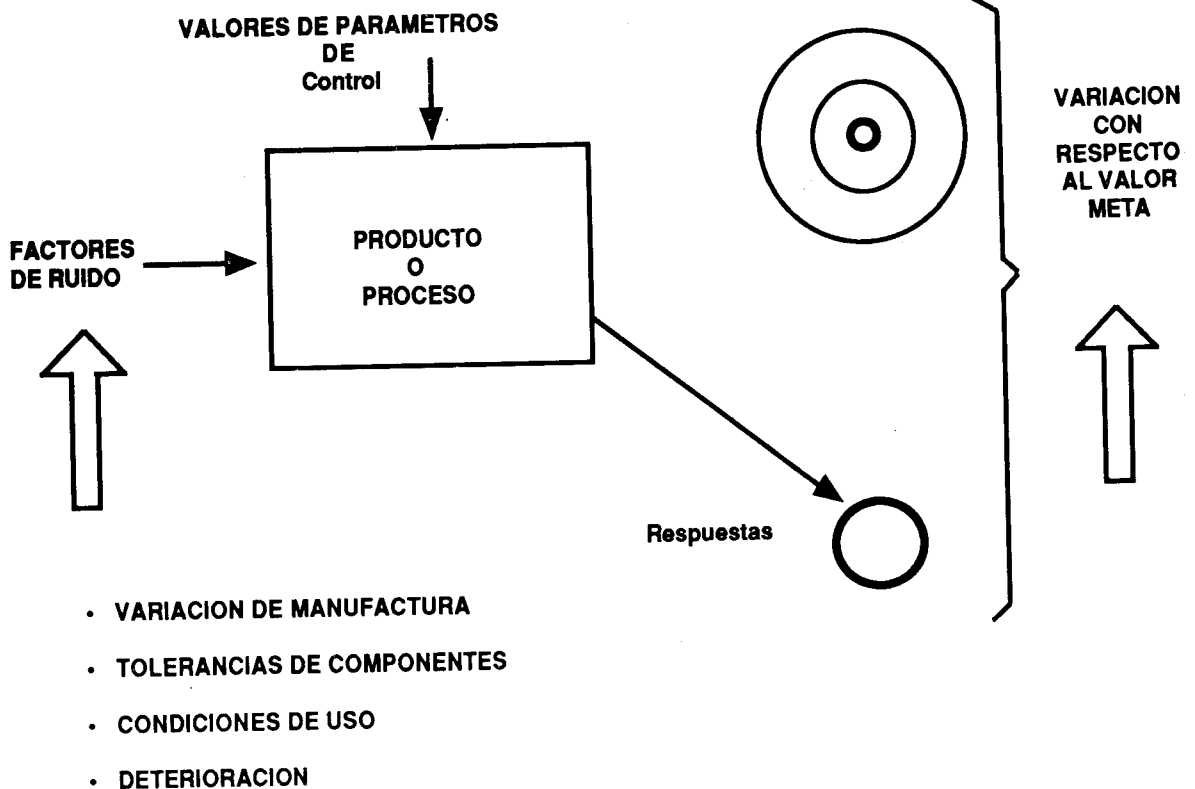 VALORES DE PARAMETROS
DE
Control
VARIACION
CON
RESPECTO
AL VALOR
META
FACTORES
DE RUIDO
PRODUCTO
O
PROCESO
Respuestas
• VARIACION DE MANUFACTURA
• TOLERANCIAS DE COMPONENTES
• CONDICIONES DE USO
• DETERIORACION